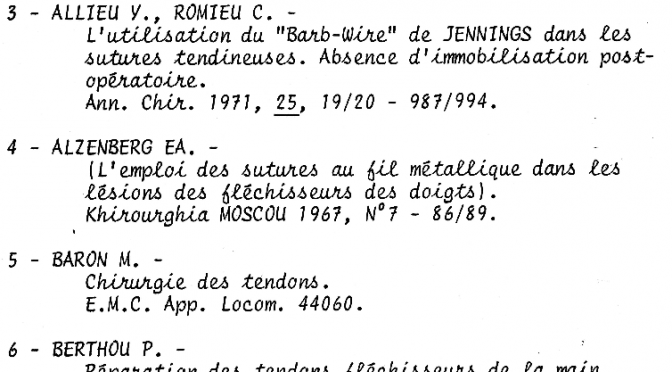 3 - ALLIEU Y., ROMIEU C. -
L'utilisation du "Barb-Wire" de JENNINGS dans les
sutures tendineuses. Absence d'immobilisation post-
opératoire.
Ann. Chir. 1971, 25, 19/20 - 987/994.
4 - ALZENBERG EA. -
(L'emploi des sutures au fil métallique dans les
lésions des fléchisseurs des doigts).
Khirourghia MOSCOU 1967, N°7 - 86/89.
5 - BARON M. -
Chirurgie des tendons.
E.M.C. App. Locom. 44060.
6 - BERTHOU P. -
Réparation des tendons fléchisseurs de la main